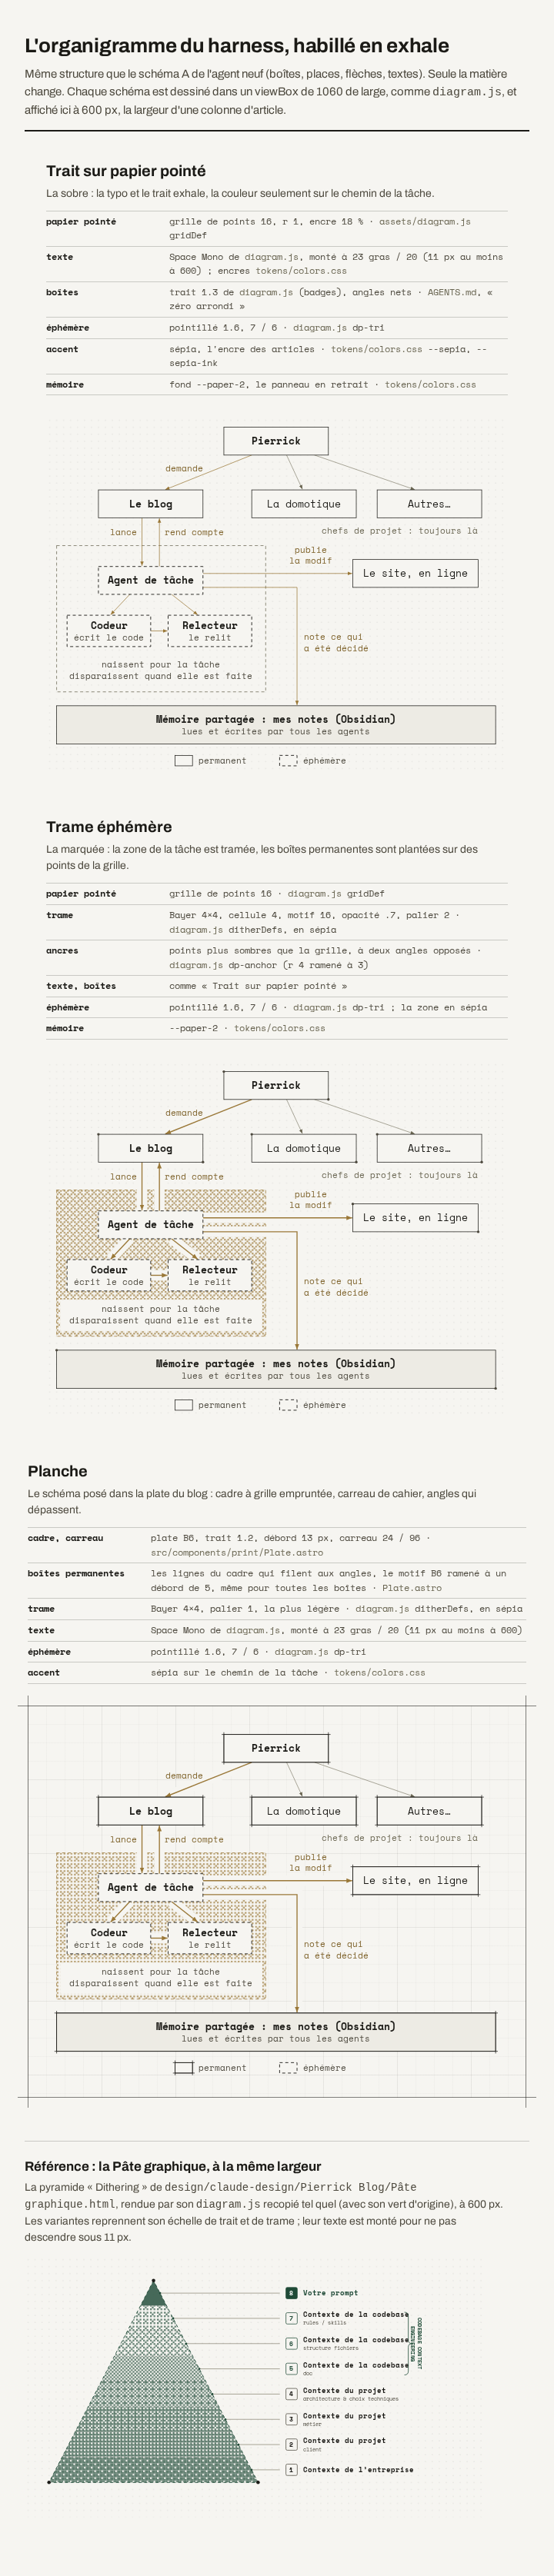 L'organigramme du harness, habillé en exhale
Même structure que le schéma A de l'agent neuf (boîtes, places, flèches, textes). Seule la matière
change. Chaque schéma est dessiné dans un viewBox de 1060 de large, comme diagram.js, et
affiché ici à 600 px, la largeur d'une colonne d'article.
Trait sur papier pointé
La sobre : la typo et le trait exhale, la couleur seulement sur le chemin de la tâche.
papier pointé
grille de points 16, r 1, encre 18 % · assets/diagram.js
gridDef
texte
Space Mono de diagram.js, monté à 23 gras / 20 (11 px au moins
à 600) ; encres tokens/colors.css
boîtes
trait 1.3 de diagram.js (badges), angles nets · AGENTS.md, «
zéro arrondi »
éphémère
pointillé 1.6, 7 / 6 · diagram.js dp-tri
accent
sépia, l'encre des articles · tokens/colors.css --sepia, --
sepia-ink
mémoire
fond --paper-2, le panneau en retrait · tokens/colors.css
Pierrick
demande
Le blog
La domotique
Autres…
lance
rend compte
chefs de projet : toujours là
publie
la modif
Agent de tâche
Le site, en ligne
Codeur
écrit le code
Relecteur
le relit
note ce qui
a été décidé
naissent pour la tâche
disparaissent quand elle est faite
Mémoire partagée : mes notes (Obsidian)
lues et écrites par tous les agents
permanent
éphémère
Trame éphémère
La marquée : la zone de la tâche est tramée, les boîtes permanentes sont plantées sur des
points de la grille.
papier pointé
grille de points 16 · diagram.js gridDef
trame
Bayer 4×4, cellule 4, motif 16, opacité .7, palier 2 ·
diagram.js ditherDefs, en sépia
ancres
points plus sombres que la grille, à deux angles opposés ·
diagram.js dp-anchor (r 4 ramené à 3)
texte, boîtes
comme « Trait sur papier pointé »
éphémère
pointillé 1.6, 7 / 6 · diagram.js dp-tri ; la zone en sépia
mémoire
--paper-2 · tokens/colors.css
Pierrick
demande
Le blog
La domotique
Autres…
lance
rend compte
chefs de projet : toujours là
publie
la modif
Agent de tâche
Le site, en ligne
Codeur
écrit le code
Relecteur
le relit
note ce qui
a été décidé
naissent pour la tâche
disparaissent quand elle est faite
Mémoire partagée : mes notes (Obsidian)
lues et écrites par tous les agents
permanent
éphémère
Planche
Le schéma posé dans la plate du blog : cadre à grille empruntée, carreau de cahier, angles qui
dépassent.
cadre, carreau
plate B6, trait 1.2, débord 13 px, carreau 24 / 96 ·
src/components/print/Plate.astro
boîtes permanentes
les lignes du cadre qui filent aux angles, le motif B6 ramené à un
débord de 5, même pour toutes les boîtes · Plate.astro
trame
Bayer 4×4, palier 1, la plus légère · diagram.js ditherDefs, en sépia
texte
Space Mono de diagram.js, monté à 23 gras / 20 (11 px au moins à 600)
éphémère
pointillé 1.6, 7 / 6 · diagram.js dp-tri
accent
sépia sur le chemin de la tâche · tokens/colors.css
Pierrick
demande
Le blog
La domotique
Autres…
lance
rend compte
chefs de projet : toujours là
publie
la modif
Agent de tâche
Le site, en ligne
Codeur
écrit le code
Relecteur
le relit
note ce qui
a été décidé
naissent pour la tâche
disparaissent quand elle est faite
Mémoire partagée : mes notes (Obsidian)
lues et écrites par tous les agents
permanent
éphémère
Référence : la Pâte graphique, à la même largeur
La pyramide « Dithering » de design/claude-design/Pierrick Blog/Pâte
graphique.html, rendue par son diagram.js recopié tel quel (avec son vert d'origine), à 600 px.
Les variantes reprennent son échelle de trait et de trame ; leur texte est monté pour ne pas
descendre sous 11 px.
8 Votre prompt
7 Contexte de la codebase
rules / skills
6 Contexte de la codebase
structure fichiers
5 Contexte de la codebase
doc
CODEBASE CONTEXT
ENGINEERING
4 Contexte du projet
architecture & choix techniques
3 Contexte du projet
métier
2 Contexte du projet
client
1 Contexte de l'entreprise